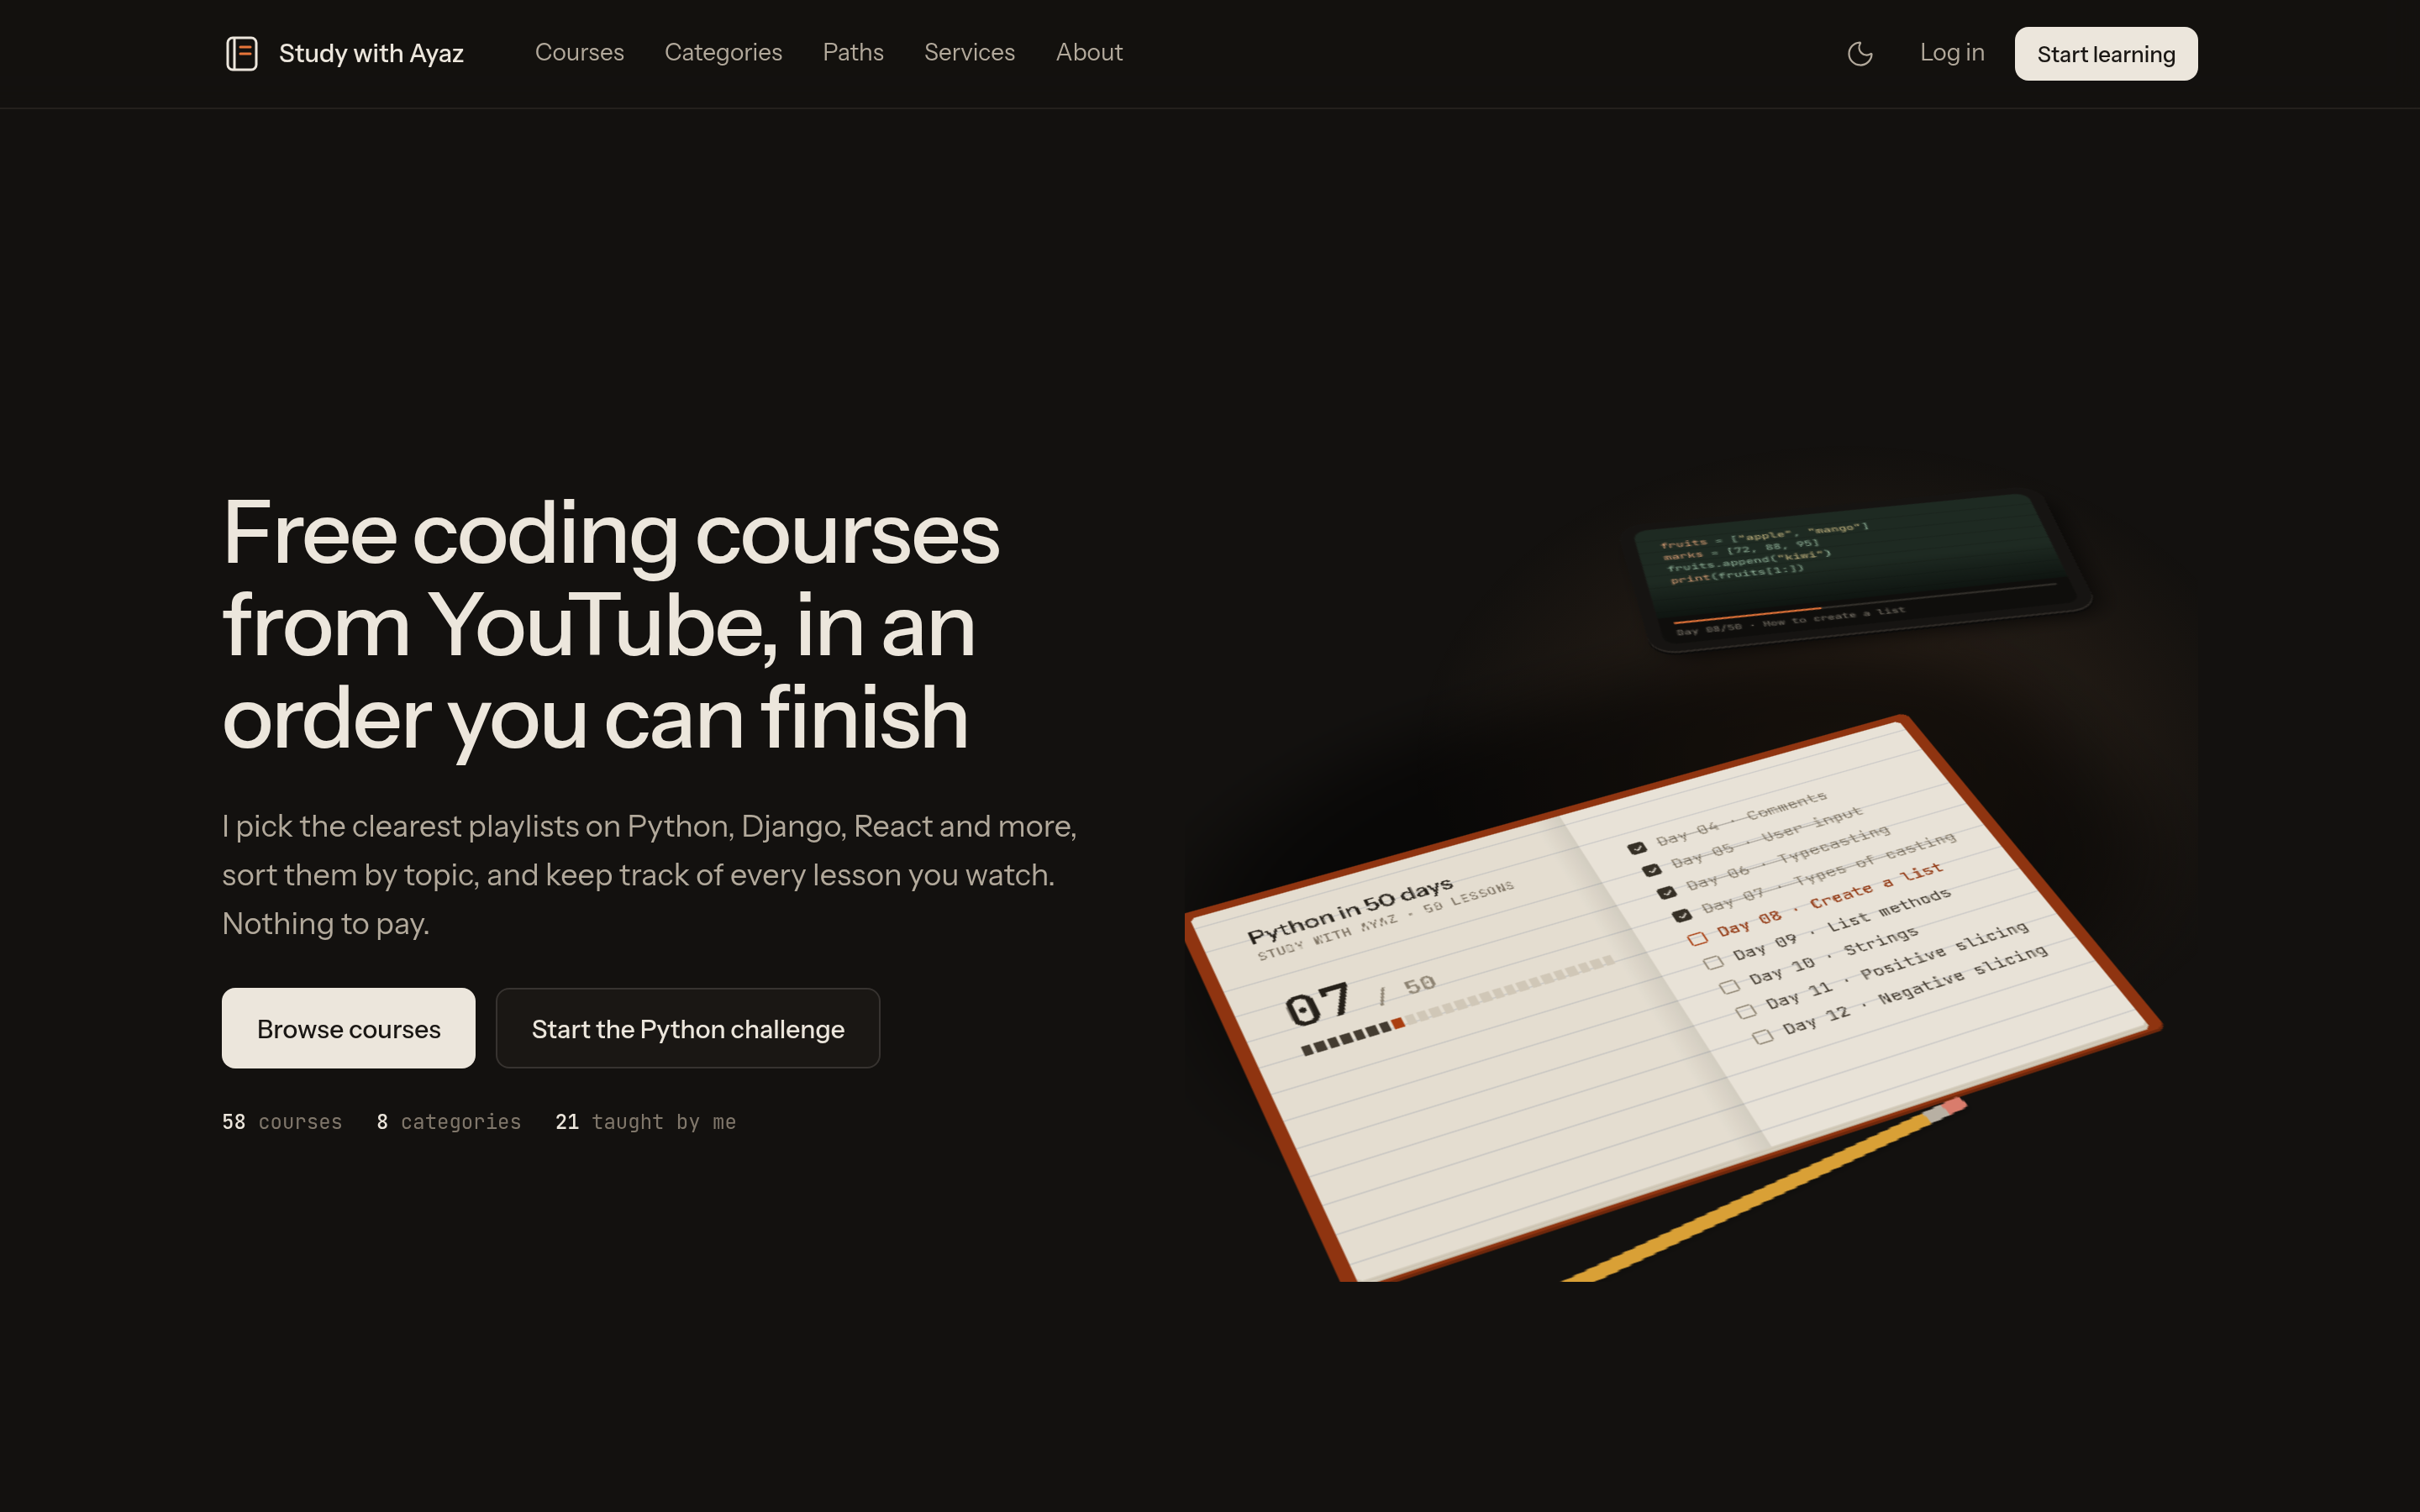 Study with Ayaz
Courses
Categories
Paths
Services
About
Log in
Start learning
Free coding courses
from YouTube, in an
order you can finish
I pick the clearest playlists on Python, Django, React and more,
sort them by topic, and keep track of every lesson you watch.
Nothing to pay.
Browse courses
Start the Python challenge
58 courses
8 categories
21 taught by me
fruits = ["apple", "mango"]
marks = [72, 88, 95]
fruits.append("kiwi")
print(fruits[1:])
Day 08/50 · How to create a list
Python in 50 days
STUDY WITH AYAZ · 50 LESSONS
07 / 50
Day 04 · Comments
Day 05 · User input
Day 06 · Typecasting
Day 07 · Types of casting
Day 08 · Create a list
Day 09 · List methods
Day 10 · Strings
Day 11 · Positive slicing
Day 12 · Negative slicing